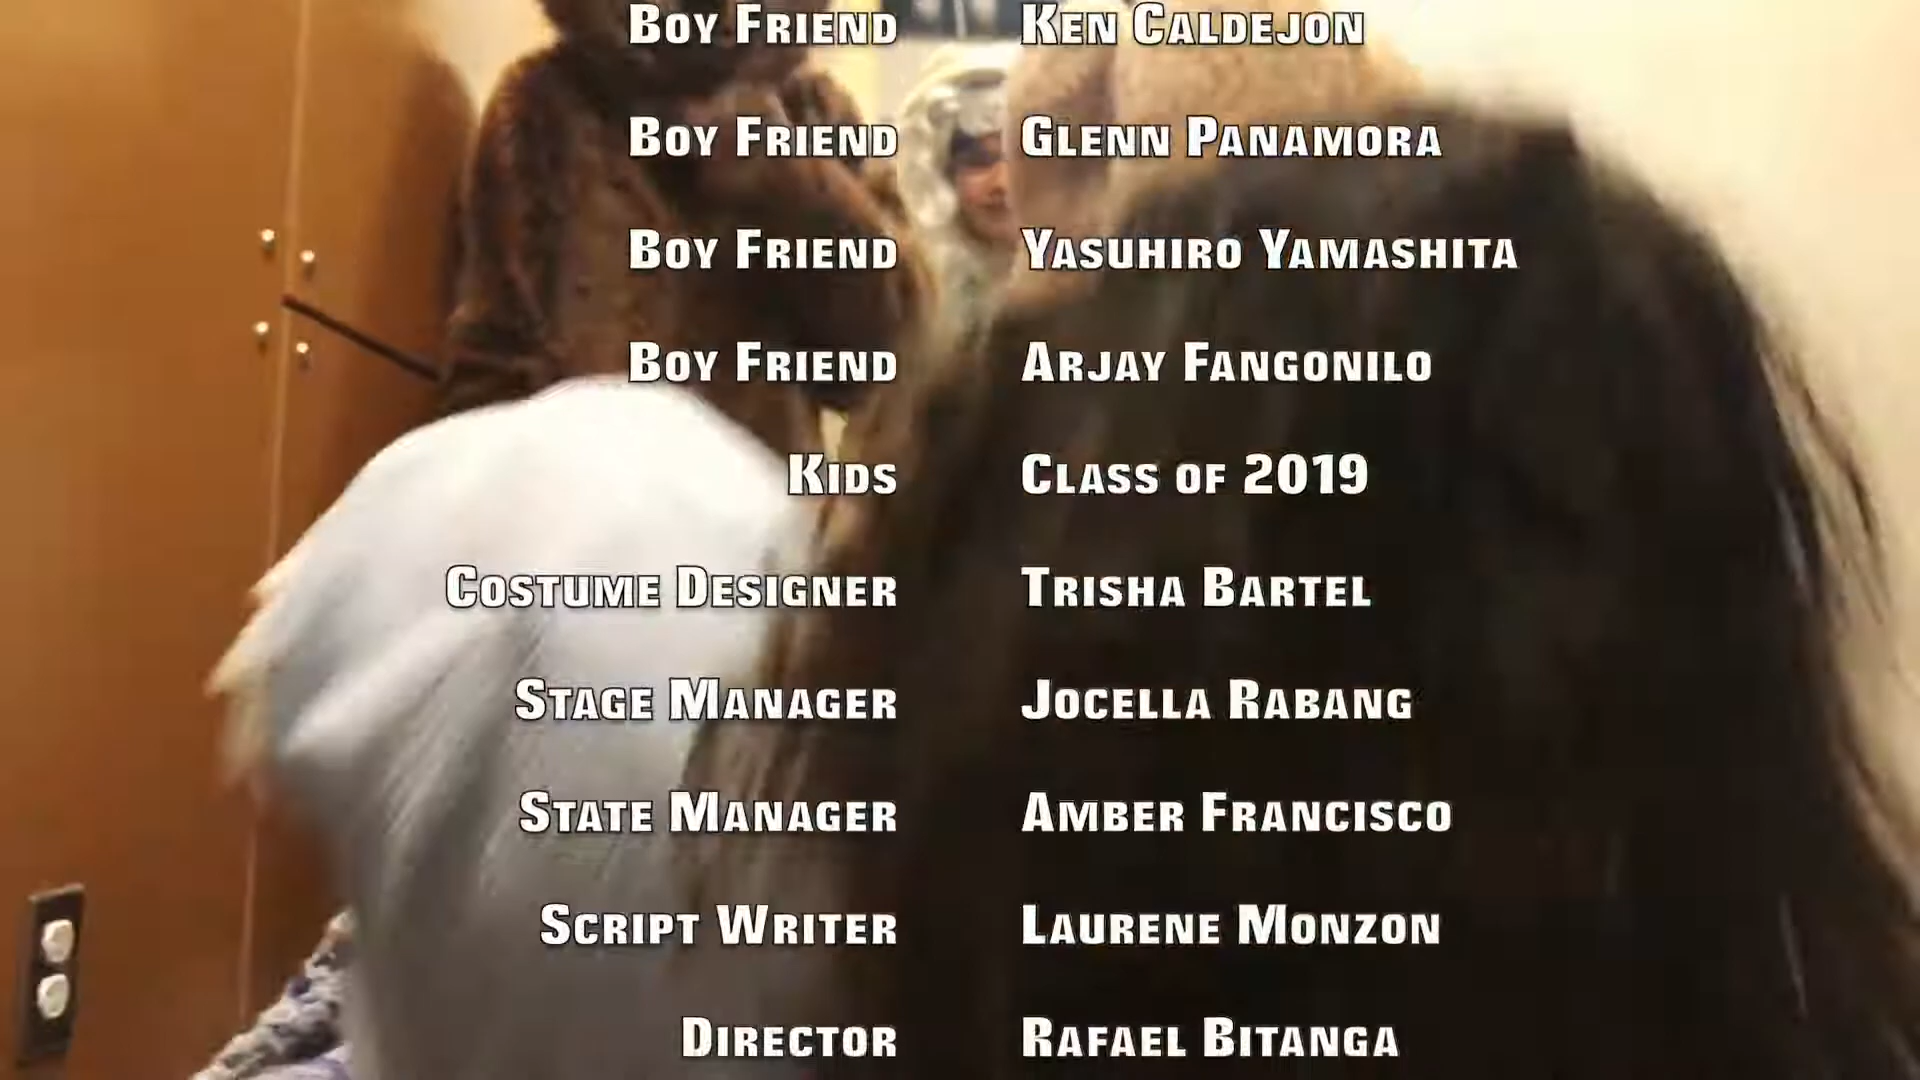 Boy Friend Ken Caldejon
Boy Friend Glenn Panamora
Boy Friend Yasuhiro Yamashita
Boy Friend Arjay Fangonilo
Kids Class of 2019
Costume Designer Trisha Bartel
Stage Manager Jocella Rabang
State Manager Amber Francisco
Script Writer Laurene Monzon
Director Rafael Bitanga